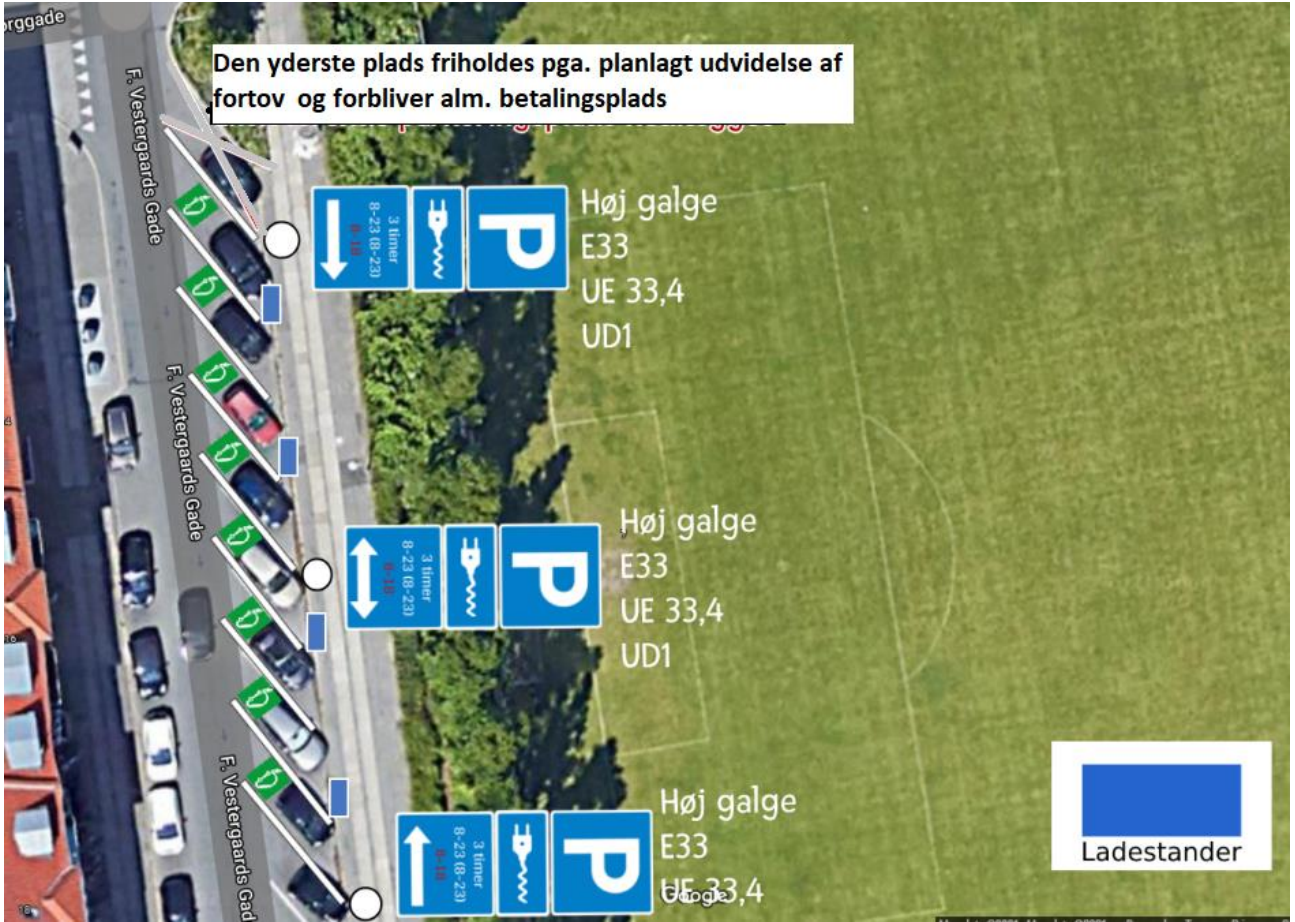 orggade
Den yderste plads friholdes pga. planlagt udvidelse af
fortov og forbliver alm. betalingsplads
F. Vestergaards Gade
P
3 timer
8-23 (8-23)
8-18
Høj galge
E33
UE 33,4
UD1
F. Vestergaards Gade
4
P
3 timer
8-23 (8-23)
8-18
Høj galge
E33
UE 33,4
UD1
16
F. Vestergaards Gad
P
3 timer
8-23 (8-23)
8-18
Høj galge
E33
UE 33,4
Google
Ladestander
18